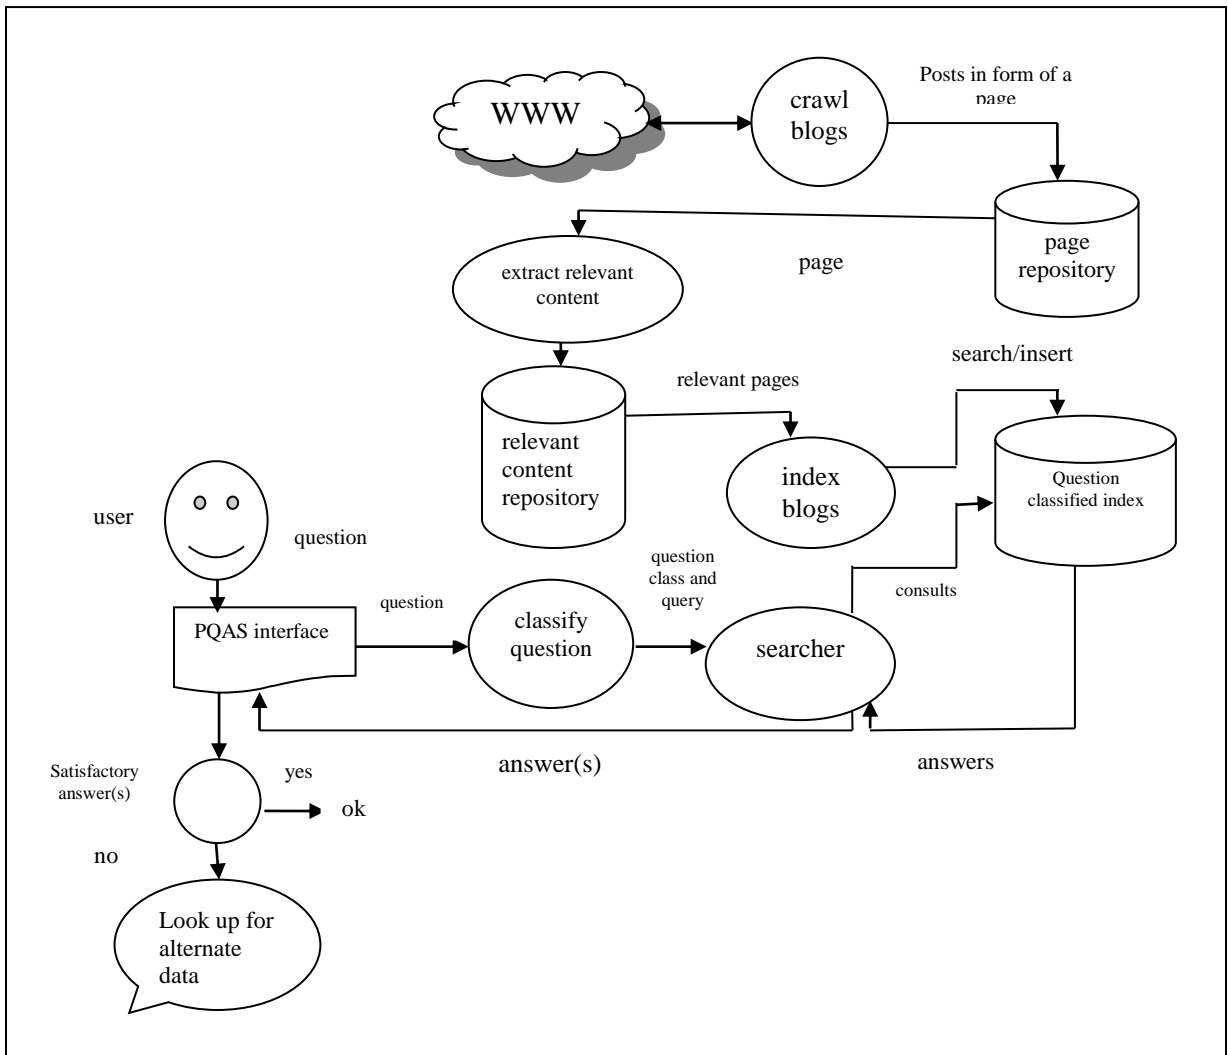 WWW
crawl
blogs
Posts in form of a
page
page
repository
page
extract relevant
content
search/insert
relevant pages
relevant
content
repository
index
blogs
Question
classified index
user
question
question
class and
query
question
consults
PQAS interface
classify
question
searcher
answer(s)
answers
Satisfactory
answer(s)
yes
ok
no
Look up for
alternate
data